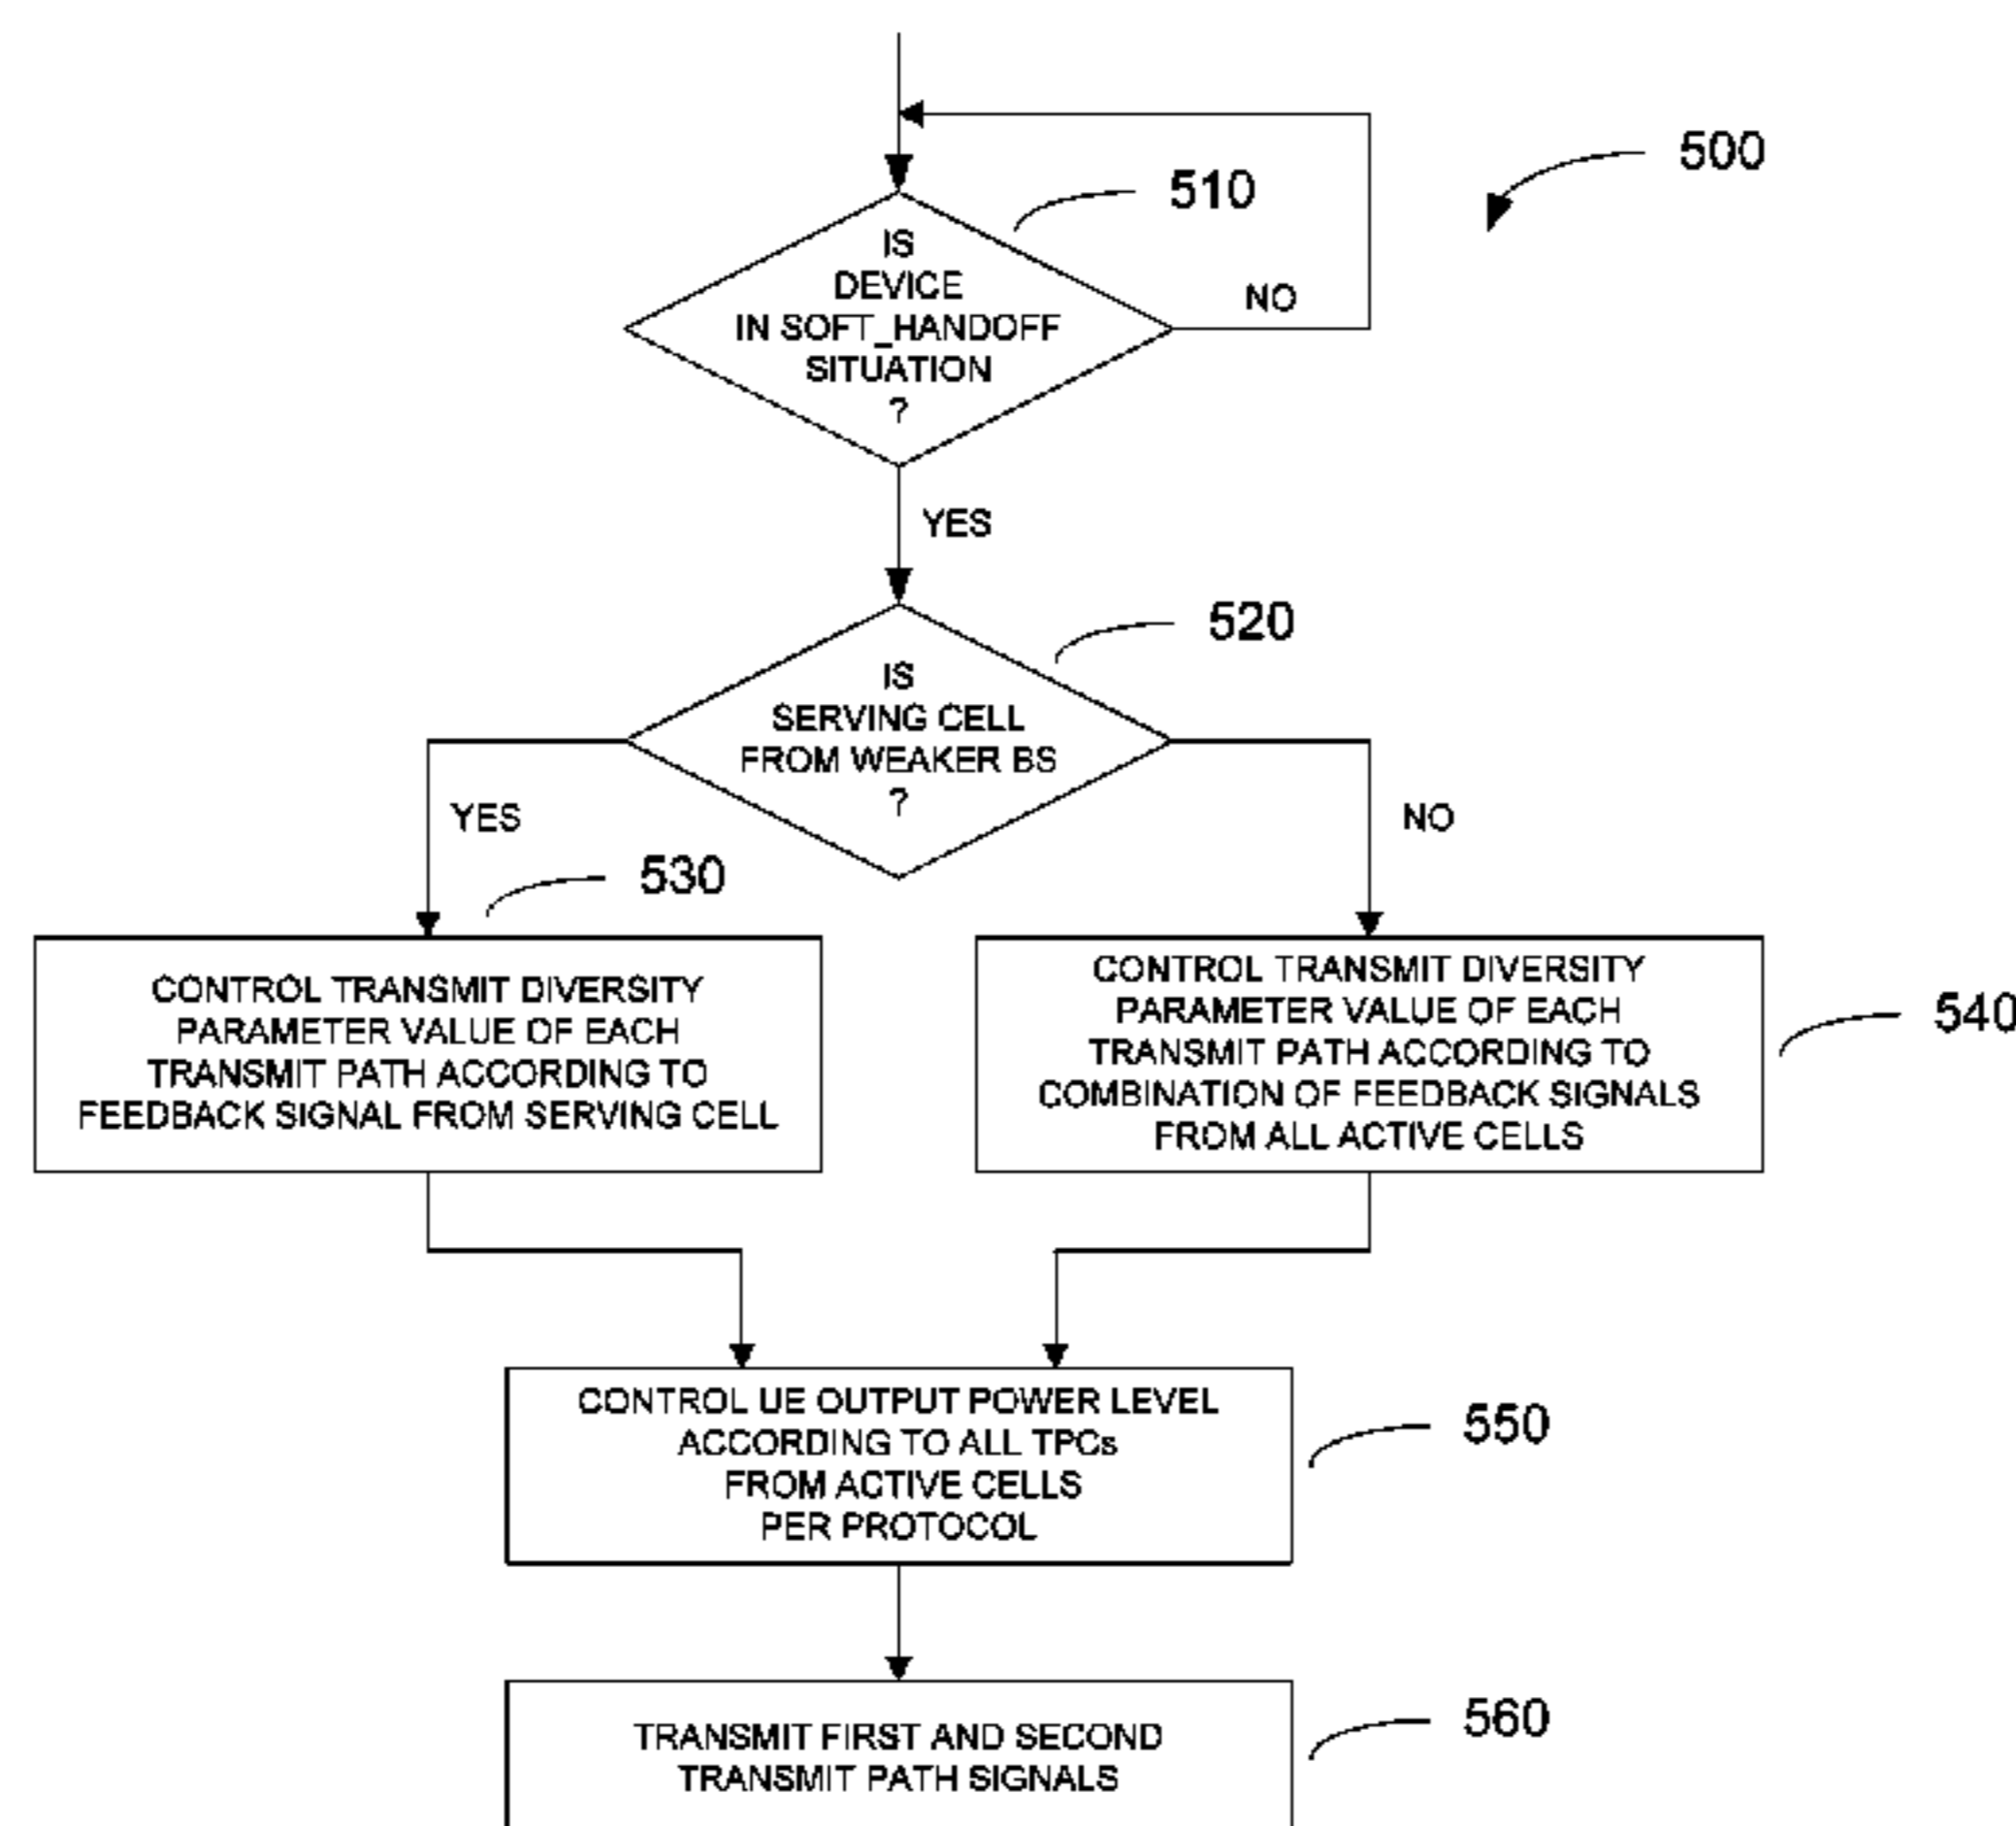 500
510
IS
DEVICE
IN SOFT_HANDOFF
SITUATION
?
NO
YES
520
IS
SERVING CELL
FROM WEAKER BS
?
YES
NO
530
CONTROL TRANSMIT DIVERSITY
PARAMETER VALUE OF EACH
TRANSMIT PATH ACCORDING TO
FEEDBACK SIGNAL FROM SERVING CELL
CONTROL TRANSMIT DIVERSITY
PARAMETER VALUE OF EACH
TRANSMIT PATH ACCORDING TO
COMBINATION OF FEEDBACK SIGNALS
FROM ALL ACTIVE CELLS
540
CONTROL UE OUTPUT POWER LEVEL
ACCORDING TO ALL TPCs
FROM ACTIVE CELLS
PER PROTOCOL
550
TRANSMIT FIRST AND SECOND
TRANSMIT PATH SIGNALS
560